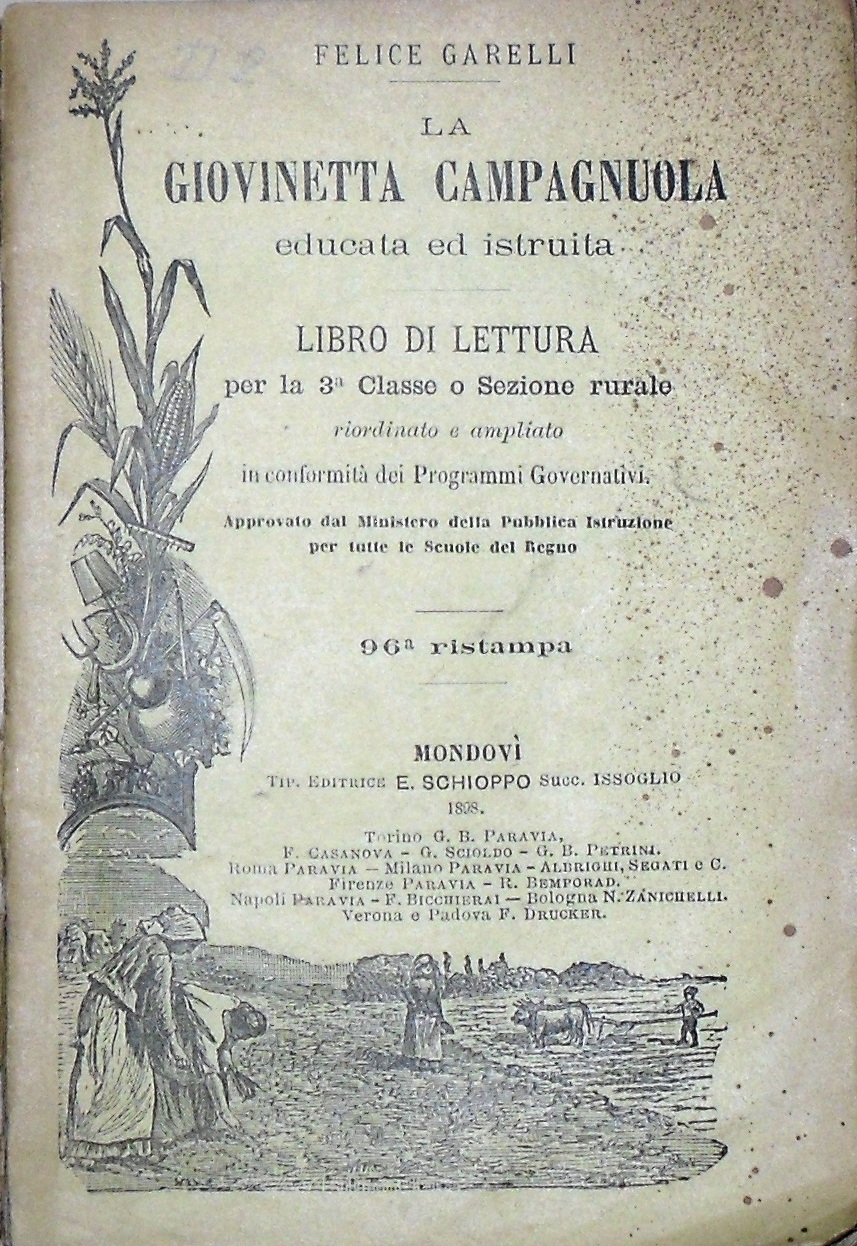 FELICE GARELLI
LA
GIOVINETTA CAMPAGNUOLA
educata ed istruita
LIBRO DI LETTURA
per la 3ª Classe o Sezione rurale
riordinato e ampliato
in conformità dei Programmi Governativi.
Approvato dal Ministero della Pubblica Istruzione
per tutte le Scuole del Regno
96ª ristampa
MONDOVÌ
Tip. Editrice E. SCHIOPPO Succ. ISSOGLIO
1898.
Torino G. B. Paravia,
F. Casanova - G. Scioldo - G. B. Petrini.
Roma Paravia — Milano Paravia - Albrighi, Segati e C.
Firenze Paravia - R. Bemporad.
Napoli Paravia - F. Bicchierai — Bologna N. Zanichelli.
Verona e Padova F. Drucker.